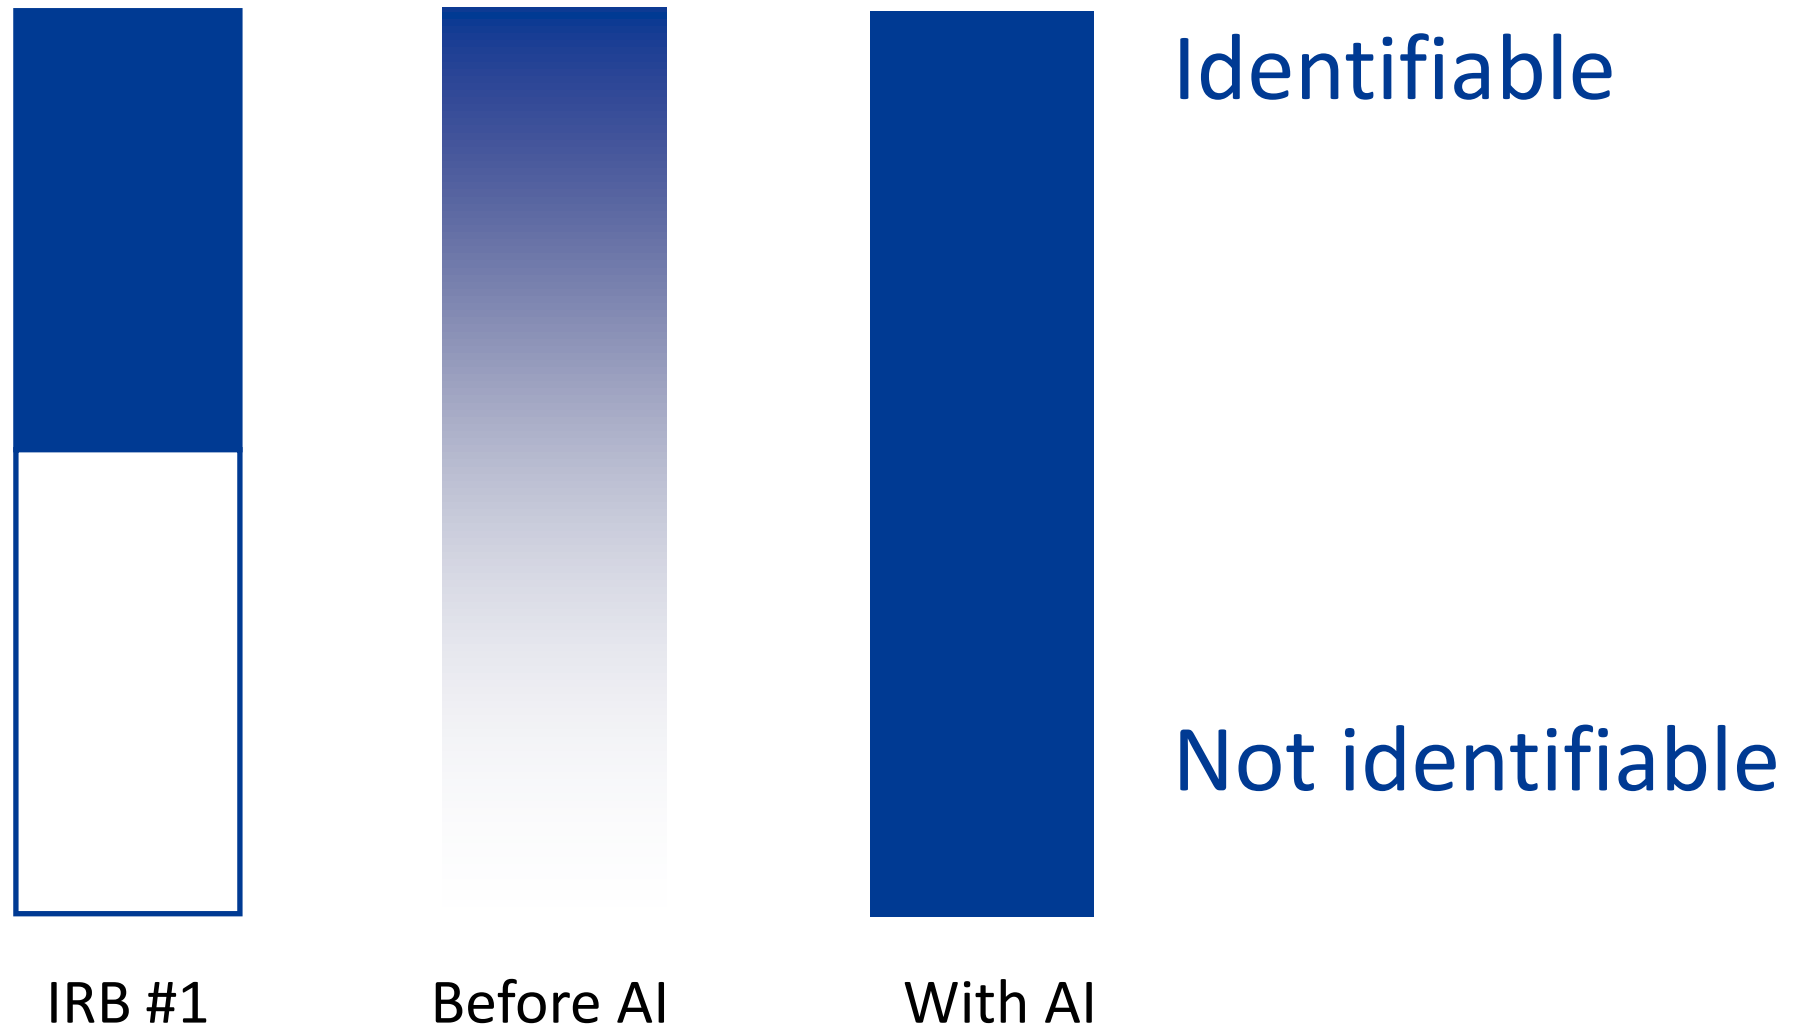 Identifiable
Not identifiable
IRB #1
Before AI
With AI